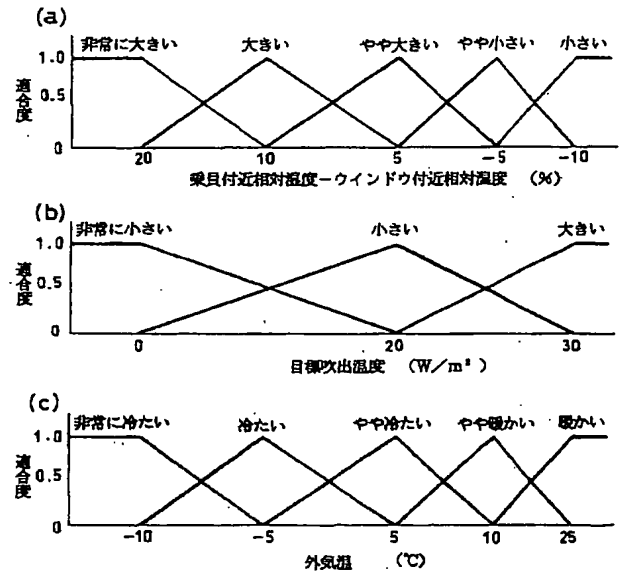 (a)
非常に大きい 大きい やや大きい やや小さい 小さい
適合度
1.0
0.5
0
20 10 5 -5 -10
乗員付近相対湿度-ウインドウ付近相対湿度 (%)
(b)
非常に小さい 小さい 大きい
適合度
1.0
0.5
0
0 20 30
目標吹出温度 (W/m²)
(c)
非常に冷たい 冷たい やや冷たい やや暖かい 暖かい
適合度
1.0
0.5
0
-10 -5 5 10 25
外気温 (℃)